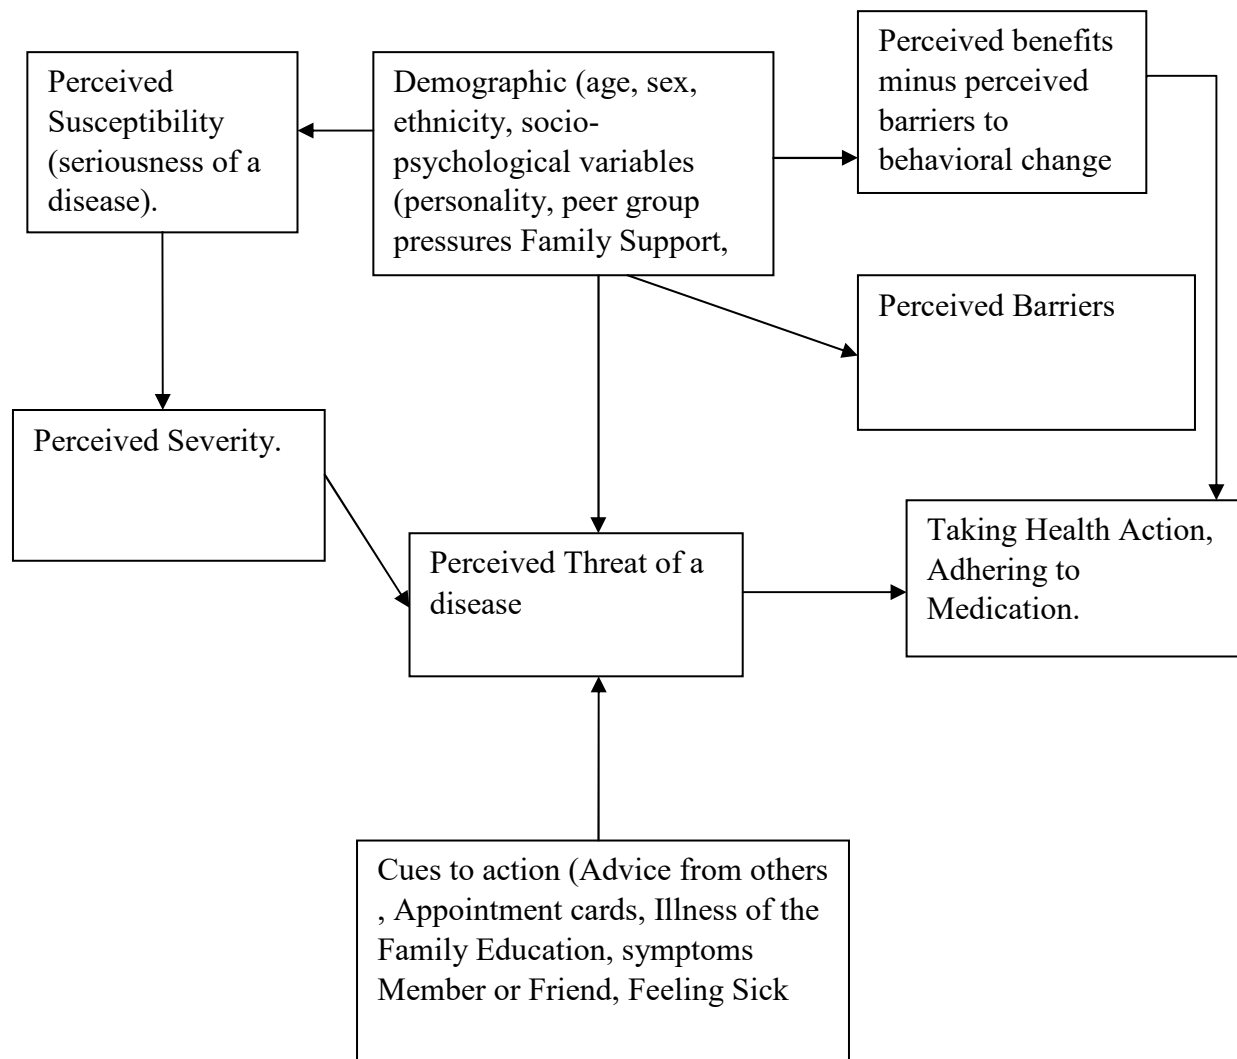 Perceived
Susceptibility
(seriousness of a
disease).
Demographic (age, sex,
ethnicity, socio-
psychological variables
(personality, peer group
pressures Family Support,
Perceived benefits
minus perceived
barriers to
behavioral change
Perceived Barriers
Perceived Severity.
Perceived Threat of a
disease
Taking Health Action,
Adhering to
Medication.
Cues to action (Advice from others
, Appointment cards, Illness of the
Family Education, symptoms
Member or Friend, Feeling Sick